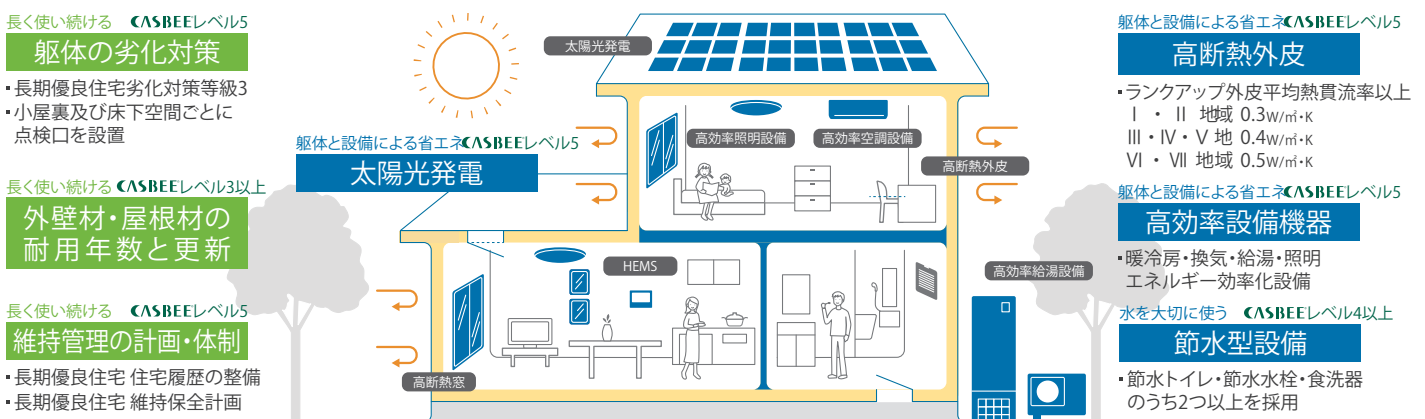 長く使い続ける CASBEEレベル5
躯体の劣化対策
▪長期優良住宅劣化対策等級3
▪小屋裏及び床下空間ごとに
点検口を設置
長く使い続ける CASBEEレベル3以上
外壁材・屋根材の
耐用年数と更新
長く使い続ける CASBEEレベル5
維持管理の計画・体制
▪長期優良住宅 住宅履歴の整備
▪長期優良住宅 維持保全計画
躯体と設備による省エネCASBEEレベル5
太陽光発電
太陽光発電
高効率照明設備
高効率空調設備
高断熱外皮
HEMS
高効率給湯設備
高断熱窓
躯体と設備による省エネCASBEEレベル5
高断熱外皮
▪ランクアップ外皮平均熱貫流率以上
Ⅰ ・ Ⅱ 地域 0.3W/㎡・K
Ⅲ・Ⅳ・Ⅴ 地 0.4W/㎡・K
Ⅵ ・ Ⅶ 地域 0.5W/㎡・K
躯体と設備による省エネCASBEEレベル5
高効率設備機器
▪暖冷房・換気・給湯・照明
エネルギー効率化設備
水を大切に使う CASBEEレベル4以上
節水型設備
▪節水トイレ・節水水栓・食洗器
のうち2つ以上を採用